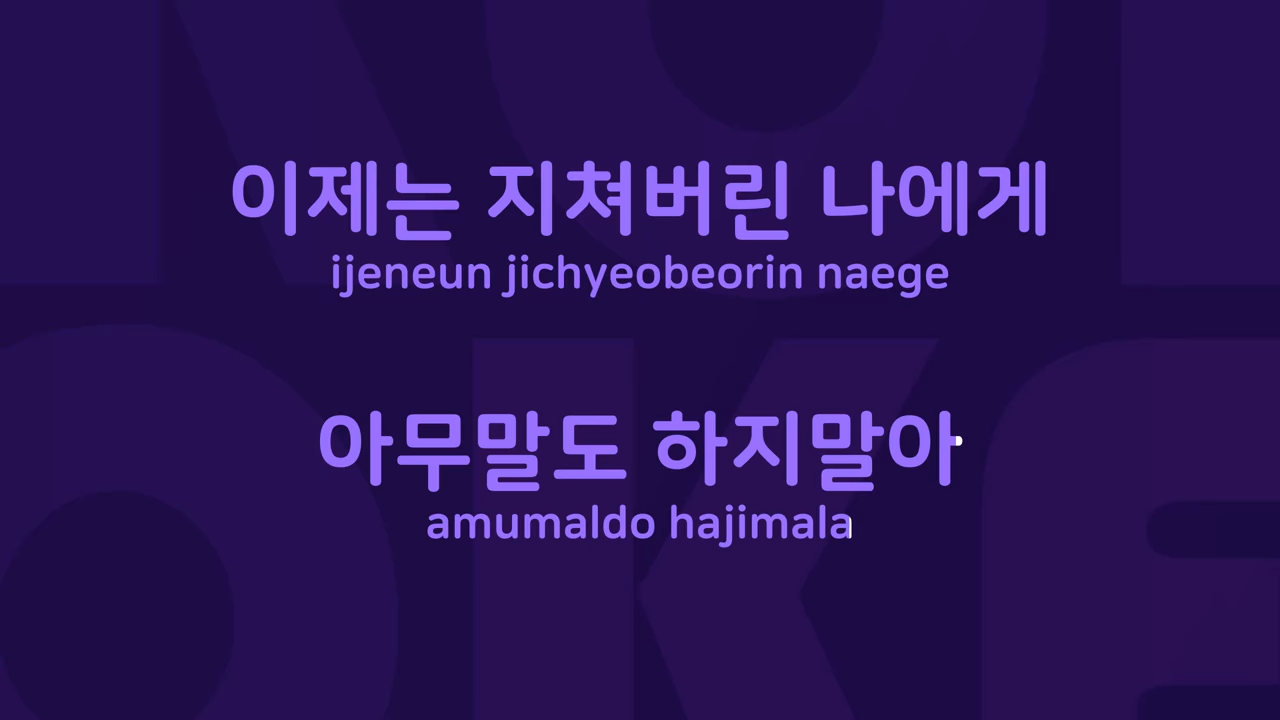 이제는 지쳐버린 나에게
ijeneun jichyeobeorin naege
아무말도 하지말아
amumaldo hajimala